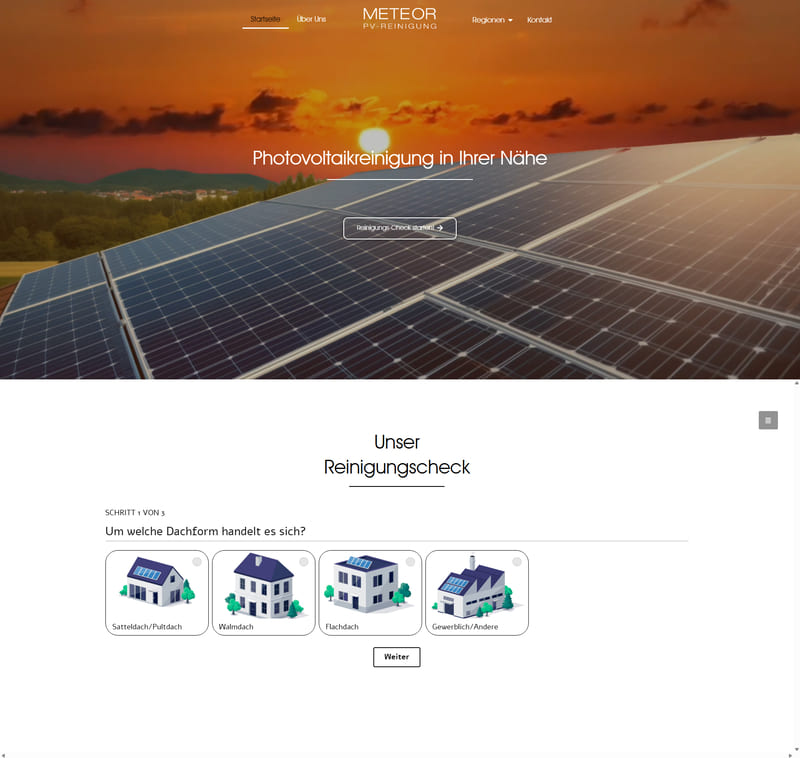 Startseite
Über Uns
METEOR
PV-REINIGUNG
Regionen
Kontakt
Photovoltaikreinigung in Ihrer Nähe
Reinigungs-Check starten!
Unser
Reinigungscheck
SCHRITT 1 VON 3
Um welche Dachform handelt es sich?
Satteldach/Pultdach
Walmdach
Flachdach
Gewerblich/Andere
Weiter